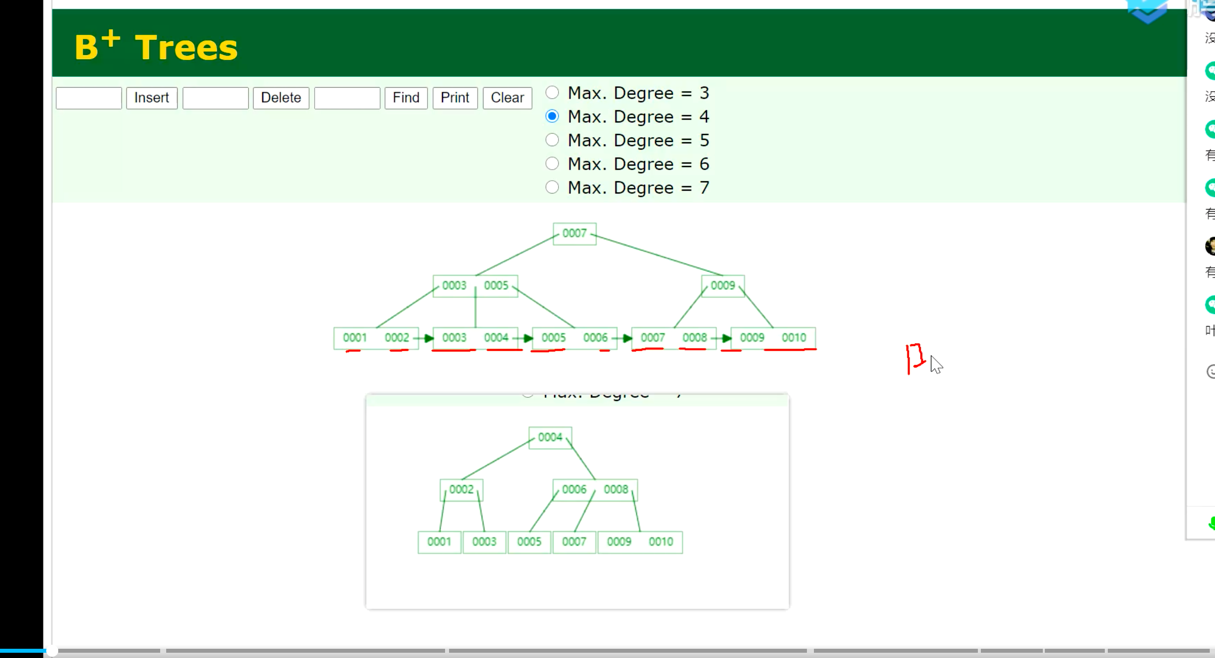 B+ Trees
Insert Delete Find Print Clear
Max. Degree = 3
Max. Degree = 4
Max. Degree = 5
Max. Degree = 6
Max. Degree = 7
0007
0003 0005 0009
0001 0002 0003 0004 0005 0006 0007 0008 0009 0010
0004
0002 0006 0008
0001 0003 0005 0007 0009 0010
没
没
有
有
有
叶